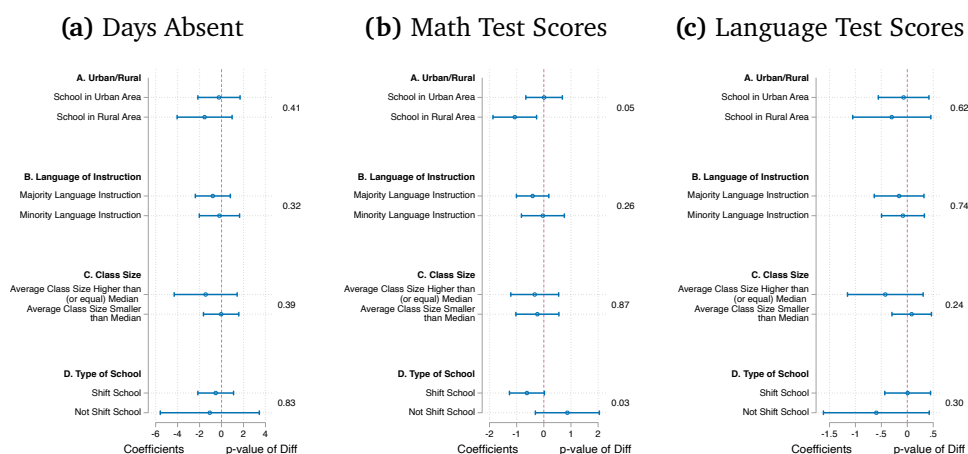 (a) Days Absent
A. Urban/Rural
School in Urban Area
School in Rural Area
0.41
B. Language of Instruction
Majority Language Instruction
Minority Language Instruction
0.32
C. Class Size
Average Class Size Higher than
(or equal) Median
Average Class Size Smaller
than Median
0.39
D. Type of School
Shift School
Not Shift School
0.83
-6 -4 -2 0 2 4
Coefficients p-value of Diff
(b) Math Test Scores
A. Urban/Rural
School in Urban Area
School in Rural Area
0.05
B. Language of Instruction
Majority Language Instruction
Minority Language Instruction
0.26
C. Class Size
Average Class Size Higher than
(or equal) Median
Average Class Size Smaller
than Median
0.87
D. Type of School
Shift School
Not Shift School
0.03
-2 -1 0 1 2
Coefficients p-value of Diff
(c) Language Test Scores
A. Urban/Rural
School in Urban Area
School in Rural Area
0.62
B. Language of Instruction
Majority Language Instruction
Minority Language Instruction
0.74
C. Class Size
Average Class Size Higher than
(or equal) Median
Average Class Size Smaller
than Median
0.24
D. Type of School
Shift School
Not Shift School
0.30
-1.5 -1 -.5 0 .5
Coefficients p-value of Diff